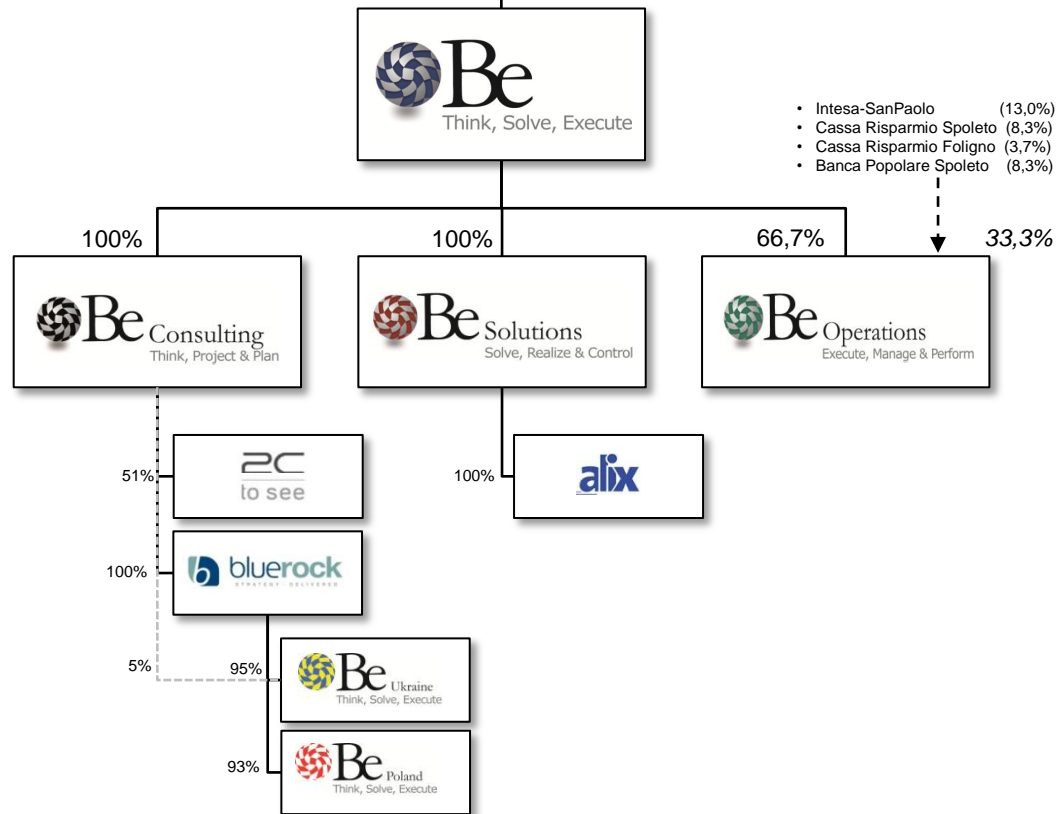 Be
Think, Solve, Execute
• Intesa-SanPaolo (13,0%)
• Cassa Risparmio Spoleto (8,3%)
• Cassa Risparmio Foligno (3,7%)
• Banca Popolare Spoleto (8,3%)
100%
100%
66,7%
33,3%
Be Consulting
Think, Project & Plan
Be Solutions
Solve, Realize & Control
Be Operations
Execute, Manage & Perform
51%
2C
to see
100%
alix
100%
b bluerock
STRATEGY DELIVERED
5%
95%
Be Ukraine
Think, Solve, Execute
93%
Be Poland
Think, Solve, Execute